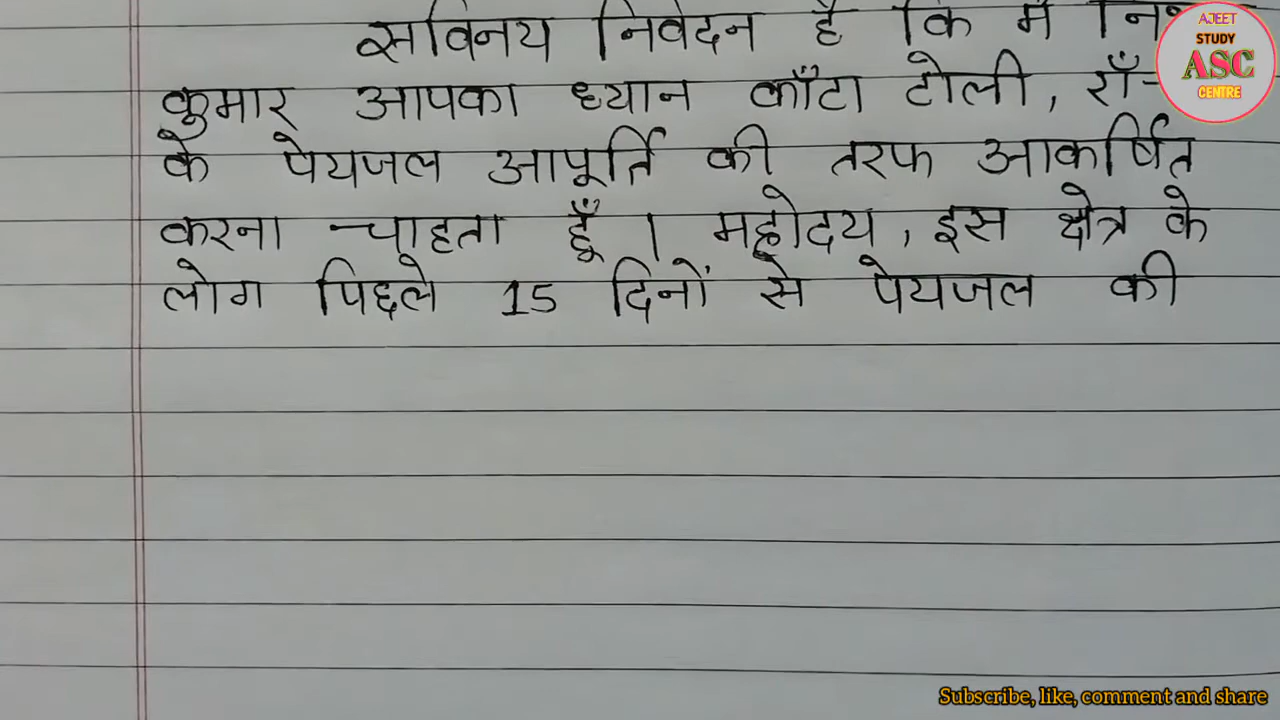 सविनय निवेदन है कि मैं
कुमार आपका ध्यान काँटा टोली,
के पेयजल आपूर्ति की तरफ आकर्षित
करना चाहता हूँ । महोदय, इस क्षेत्र के
लोग पिछले 15 दिनों से पेयजल की
AJEET
STUDY
ASC
CENTRE
Subscribe, like, comment and share